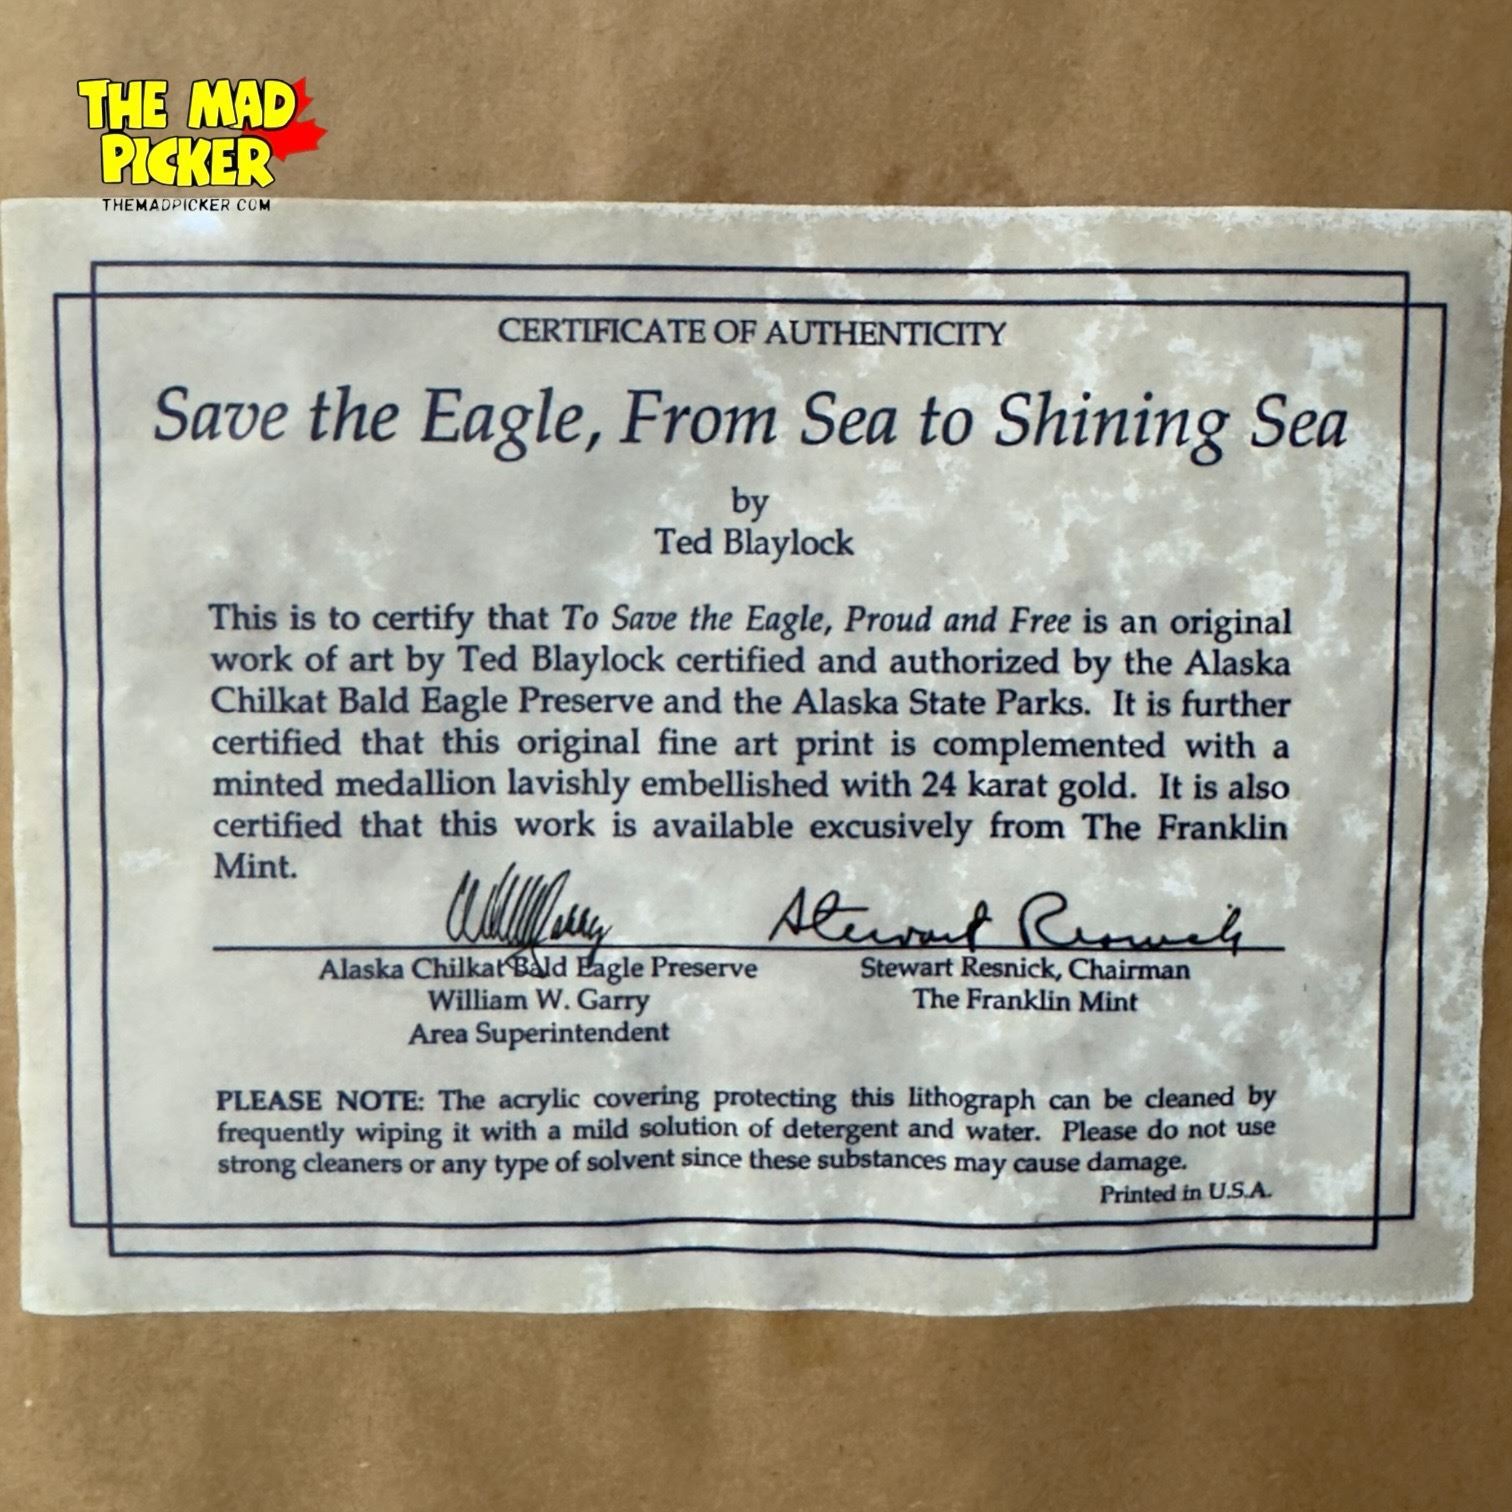 THE MAD
PICKER
THEMADPICKER.COM
CERTIFICATE OF AUTHENTICITY
Save the Eagle, From Sea to Shining Sea
by
Ted Blaylock
This is to certify that To Save the Eagle, Proud and Free is an original
work of art by Ted Blaylock certified and authorized by the Alaska
Chilkat Bald Eagle Preserve and the Alaska State Parks. It is further
certified that this original fine art print is complemented with a
minted medallion lavishly embellished with 24 karat gold. It is also
certified that this work is available excusively from The Franklin
Mint.
Stewart Resnick
Alaska Chilkat Bald Eagle Preserve
William W. Garry
Area Superintendent
Stewart Resnick, Chairman
The Franklin Mint
PLEASE NOTE: The acrylic covering protecting this lithograph can be cleaned by
frequently wiping it with a mild solution of detergent and water. Please do not use
strong cleaners or any type of solvent since these substances may cause damage.
Printed in U.S.A.